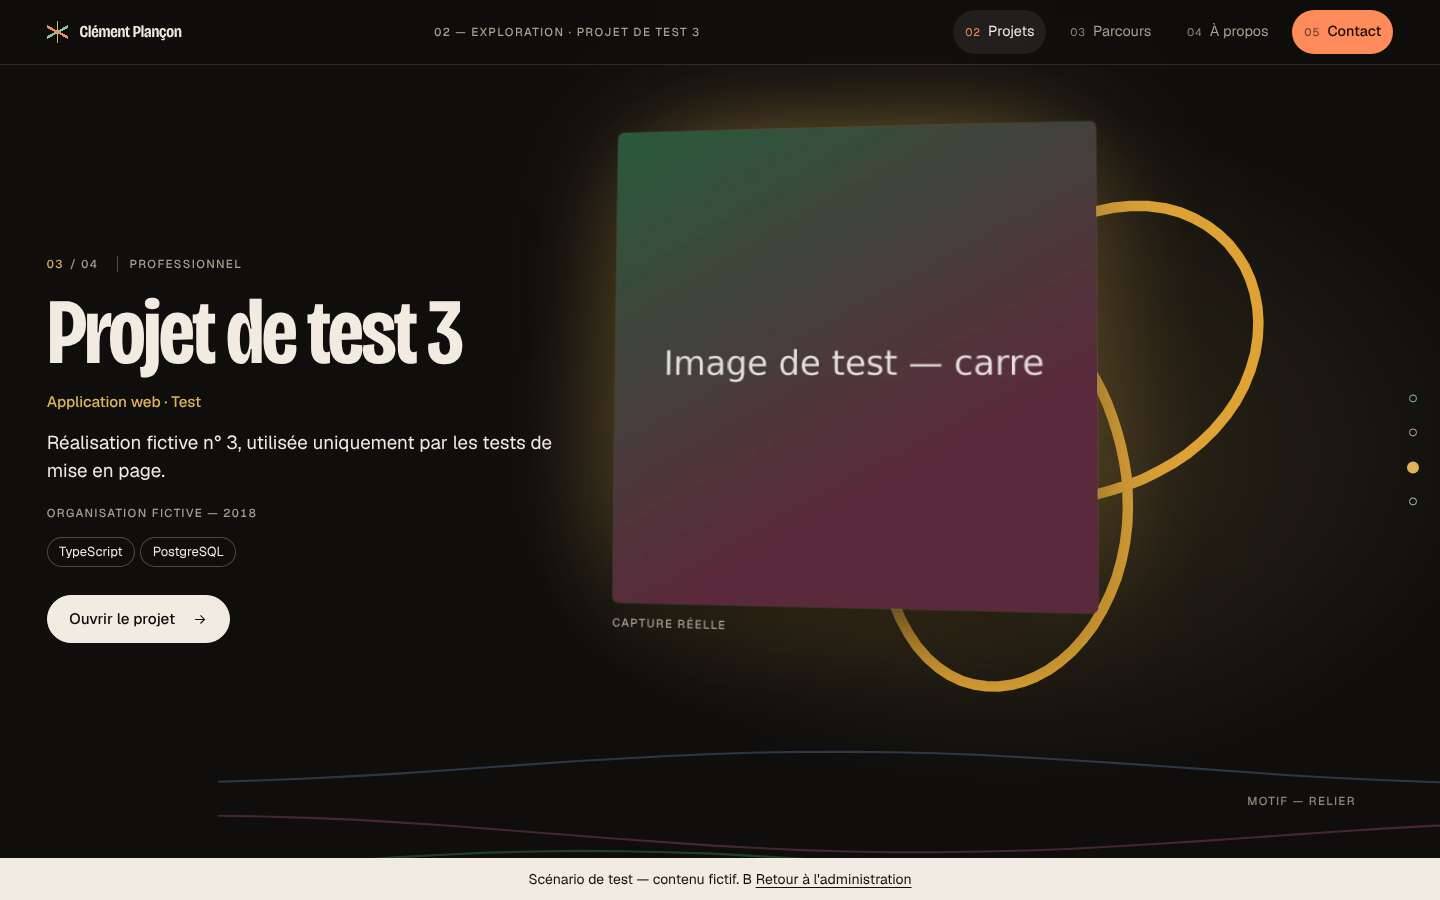 Clément Plançon
02 — EXPLORATION · PROJET DE TEST 3
02 Projets
03 Parcours
04 À propos
05 Contact
03 / 04 PROFESSIONNEL
Projet de test 3
Application web · Test
Réalisation fictive n° 3, utilisée uniquement par les tests de
mise en page.
ORGANISATION FICTIVE — 2018
TypeScript
PostgreSQL
Ouvrir le projet →
Image de test — carre
CAPTURE RÉELLE
MOTIF — RELIER
Scénario de test — contenu fictif. B Retour à l'administration